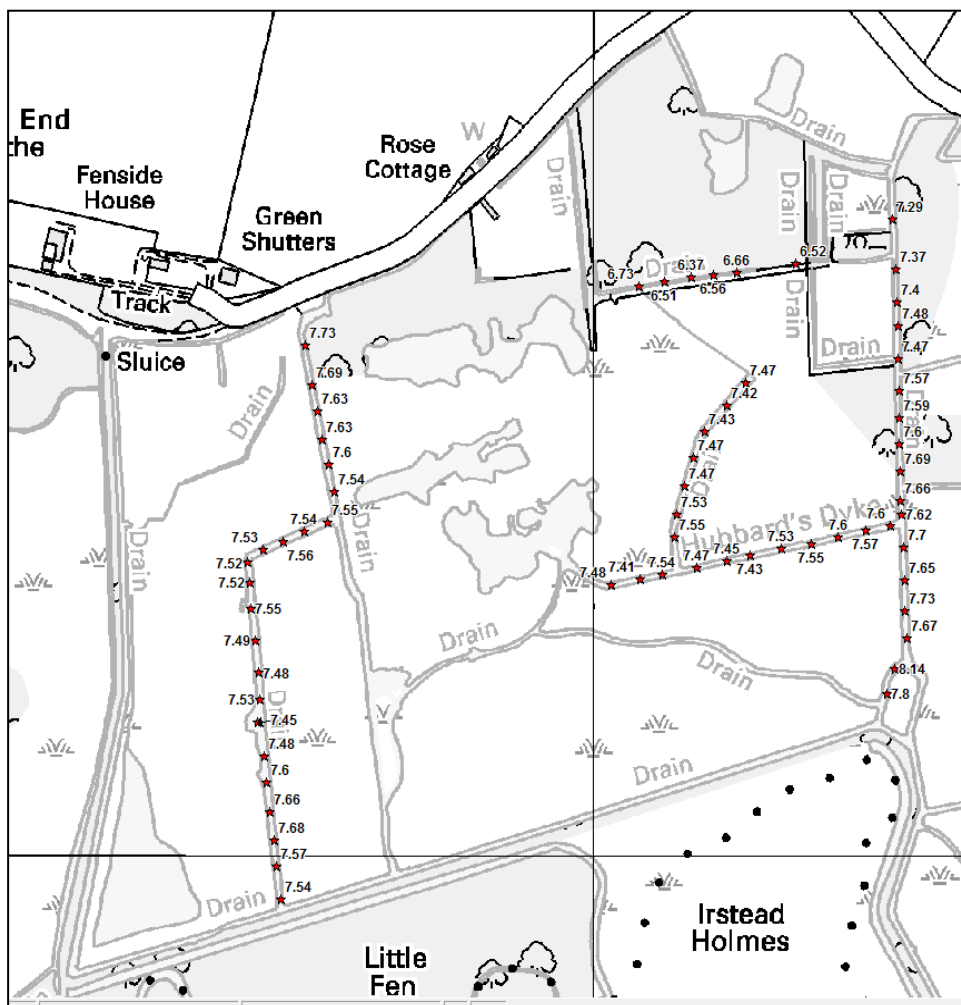 End
the
Fenside
House
Green
Shutters
Rose
Cottage
W
Track
Sluice
Drain
Drain
Drain
Drain
Drain
7.29
6.52
6.66
6.37
6.56
6.51
6.73
Drain
Drain
7.37
7.4
7.48
7.47
Drain
7.57
7.59
7.6
7.69
7.66
7.62
Drain
7.73
7.69
7.63
7.63
7.6
7.54
7.55
7.54
7.56
7.53
7.52
7.52
7.55
7.49
7.48
7.53
7.45
7.48
7.6
7.66
7.68
7.57
7.54
Drain
Drain
Drain
Drain
7.47
7.42
7.43
7.47
7.47
7.53
7.55
Drain
Hubbard's Dyke
7.48
7.41
7.54
7.47
7.45
7.43
7.53
7.55
7.6
7.57
7.6
7.7
7.65
7.73
7.67
8.14
7.8
Drain
Drain
Drain
Drain
Irstead
Holmes
Little
Fen